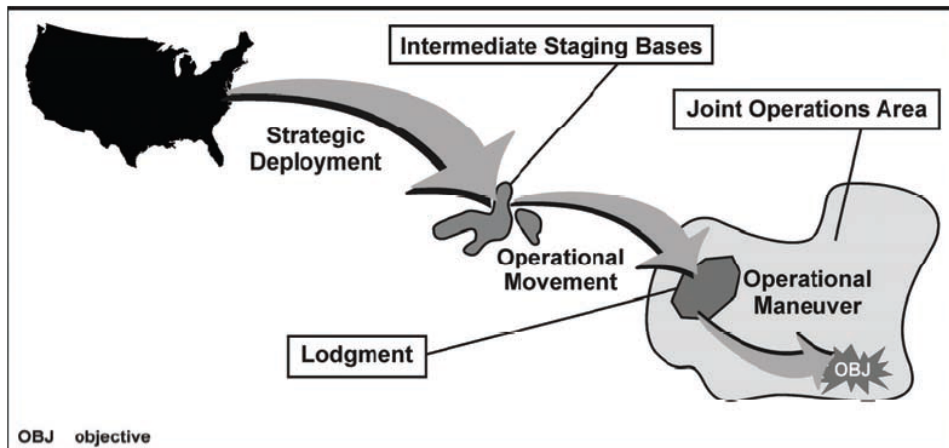 Intermediate Staging Bases
Joint Operations Area
Strategic
Deployment
Operational
Movement
Operational
Maneuver
Lodgment
OBJ
OBJ objective